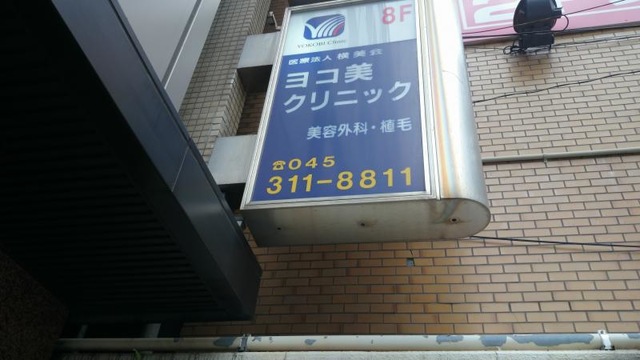 8F
YOKOBI Clinic
医療法人 横美会
ヨコ美
クリニック
美容外科・植毛
☎045
311-8811